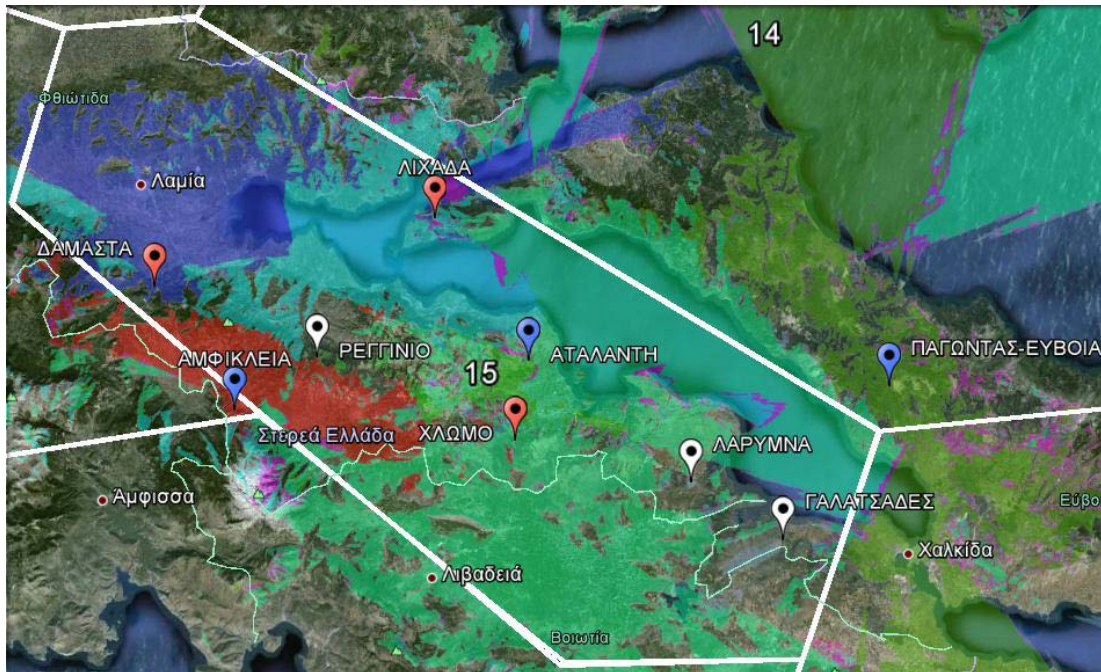 14
Φθιώτιδα
ΛΙΧΑΔΑ
Λαμία
ΔΑΜΑΣΤΑ
ΡΕΓΓΙΝΙΟ
ΑΤΑΛΑΝΤΗ
ΠΑΓΩΝΤΑΣ-ΕΥΒΟΙΑ
ΑΜΦΙΚΛΕΙΑ
15
Στερεά Ελλάδα
ΧΛΩΜΟ
ΛΑΡΥΜΝΑ
Άμφισσα
ΓΑΛΑΤΣΑΔΕΣ
Εύβο
Χαλκίδα
Λιβαδειά
Βοιωτία